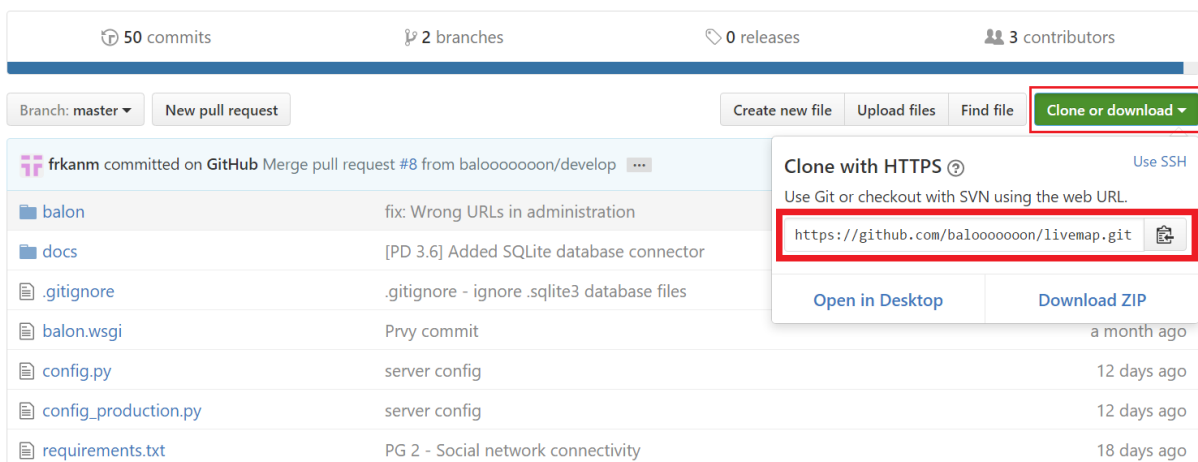 50 commits 2 branches 0 releases 3 contributors
Branch: master New pull request Create new file Upload files Find file Clone or download
frkanm committed on GitHub Merge pull request #8 from balooooooon/develop ...
Clone with HTTPS Use SSH
Use Git or checkout with SVN using the web URL.
https://github.com/balooooooon/livemap.git
Open in Desktop Download ZIP
balon fix: Wrong URLs in administration
docs [PD 3.6] Added SQLite database connector
.gitignore .gitignore - ignore .sqlite3 database files
balon.wsgi Prvy commit a month ago
config.py server config 12 days ago
config_production.py server config 12 days ago
requirements.txt PG 2 - Social network connectivity 18 days ago